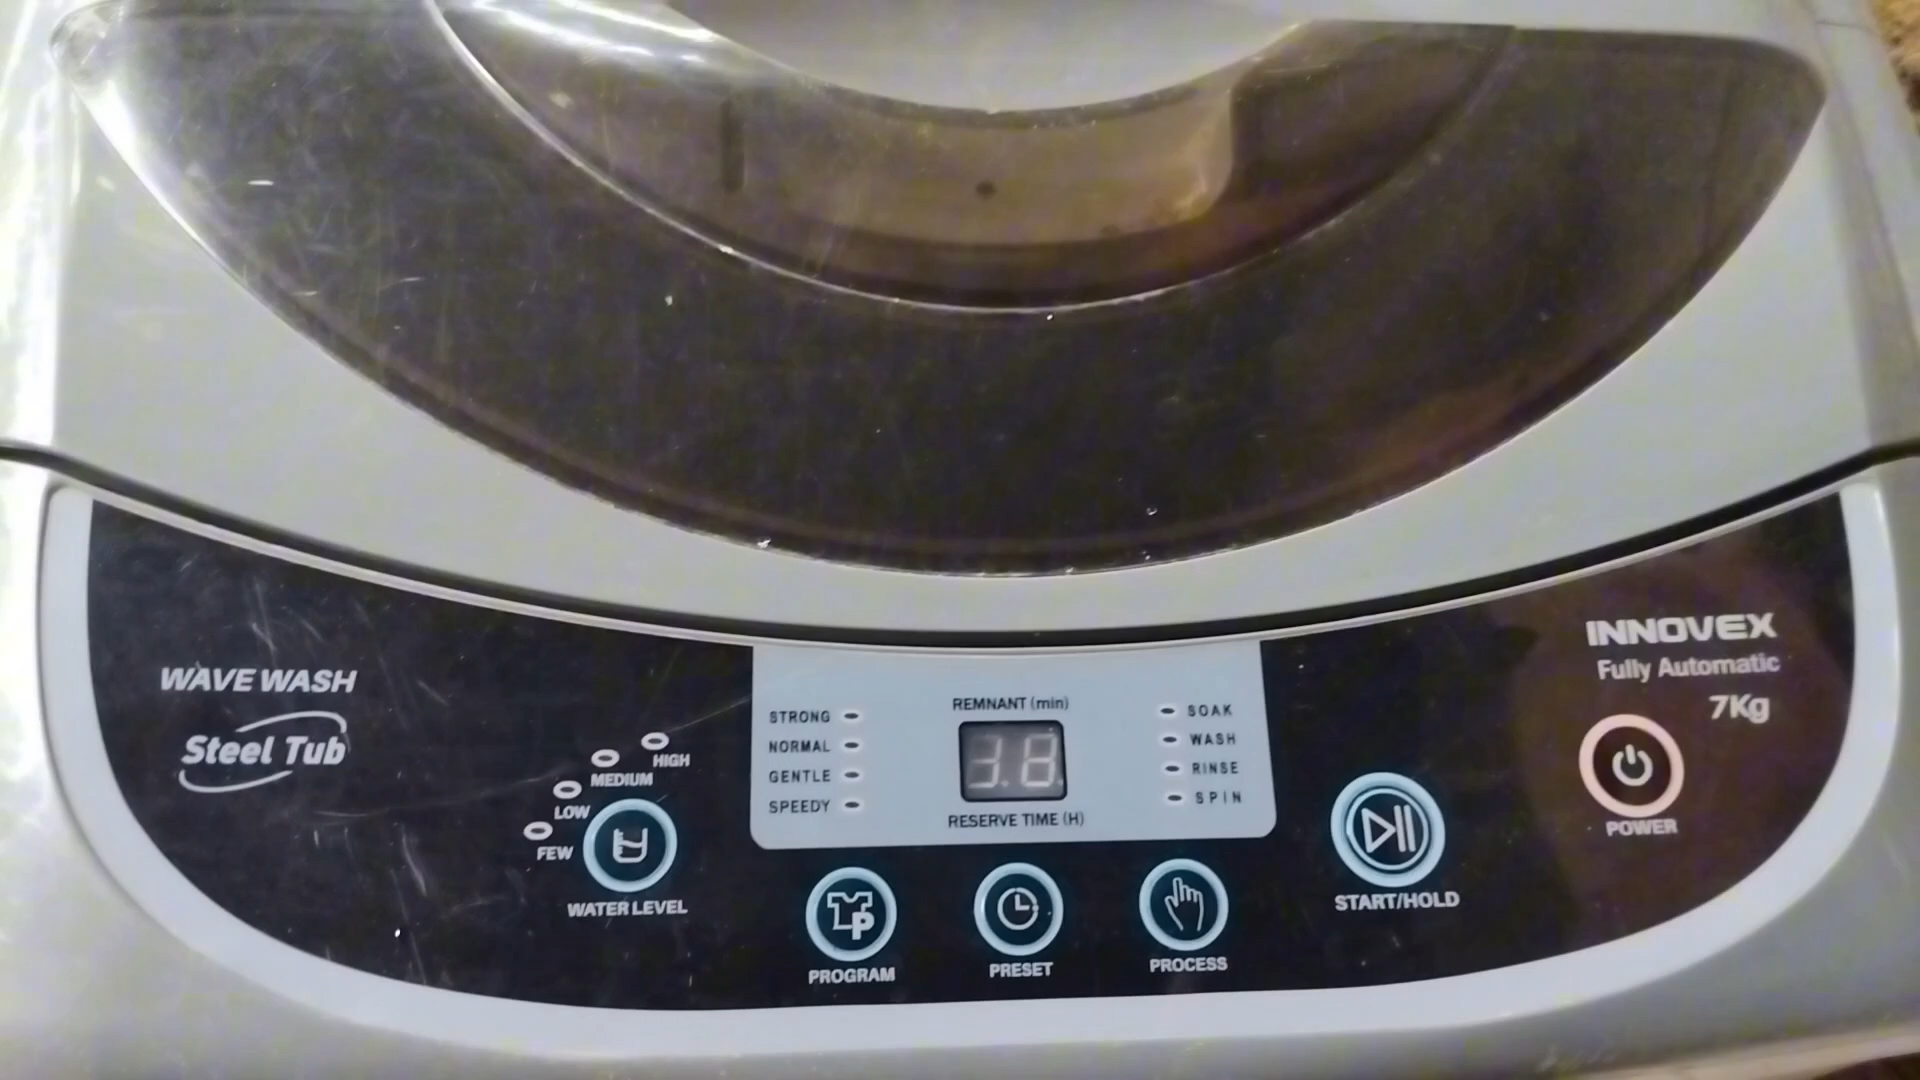 WAVE WASH
Steel Tub
HIGH
MEDIUM
LOW
FEW
WATER LEVEL
STRONG
NORMAL
GENTLE
SPEEDY
REMNANT (min)
RESERVE TIME (H)
SOAK
WASH
RINSE
SPIN
P
PROGRAM
PRESET
PROCESS
START/HOLD
INNOVEX
Fully Automatic
7Kg
POWER